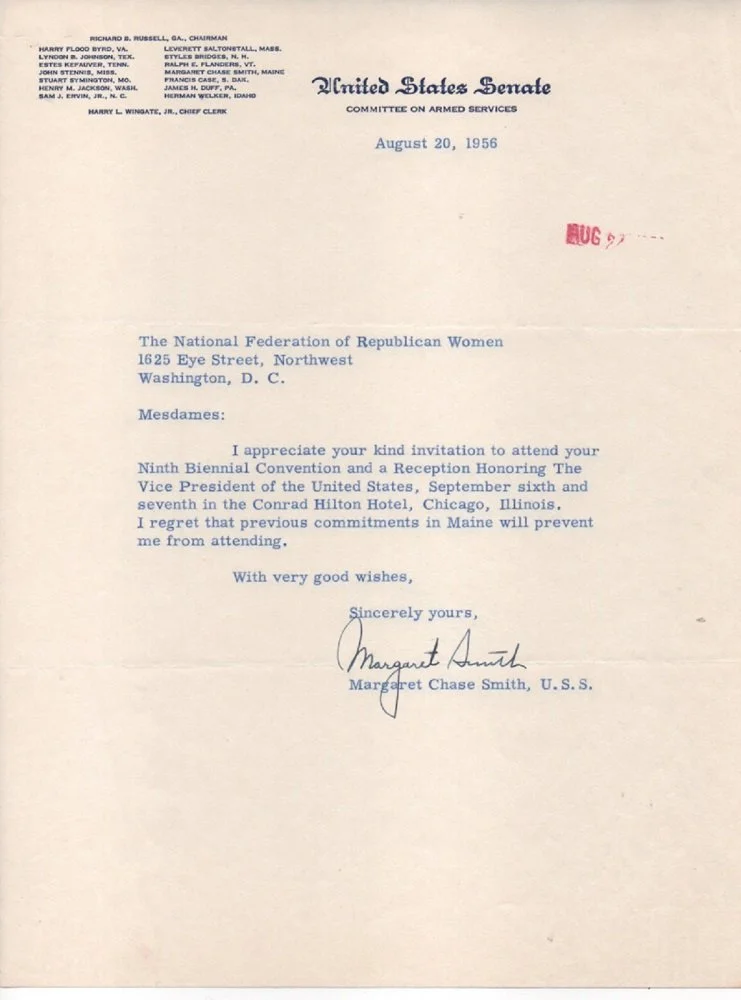 RICHARD B. RUSSELL, GA., CHAIRMAN
HARRY FLOOD BYRD, VA.
LYNDON B. JOHNSON, TEX.
ESTES KEFAUVER, TENN.
JOHN STENNIS, MISS.
STUART SYMINGTON, MO.
HENRY M. JACKSON, WASH.
SAM J. ERVIN, JR., N. C.
LEVERETT SALTONSTALL, MASS.
STYLES BRIDGES, N. H.
RALPH E. FLANDERS, VT.
MARGARET CHASE SMITH, MAINE
FRANCIS CASE, S. DAK.
JAMES H. DUFF, PA.
HERMAN WELKER, IDAHO
HARRY L. WINGATE, JR., CHIEF CLERK
United States Senate
COMMITTEE ON ARMED SERVICES
August 20, 1956
AUG
The National Federation of Republican Women
1625 Eye Street, Northwest
Washington, D. C.
Mesdames:
I appreciate your kind invitation to attend your
Ninth Biennial Convention and a Reception Honoring The
Vice President of the United States, September sixth and
seventh in the Conrad Hilton Hotel, Chicago, Illinois.
I regret that previous commitments in Maine will prevent
me from attending.
With very good wishes,
Sincerely yours,
Margaret Smith
Margaret Chase Smith, U.S.S.